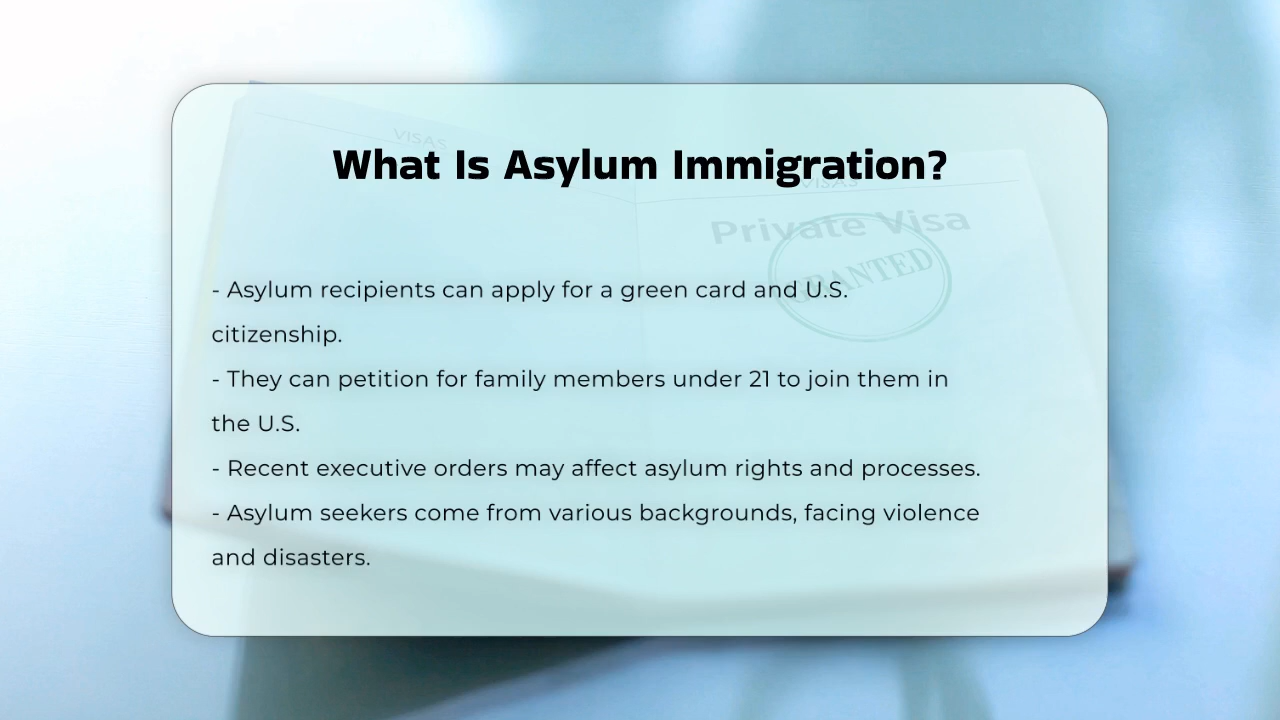 VISAS
What Is Asylum Immigration?
VISAS
Private Visa
GRANTED
- Asylum recipients can apply for a green card and U.S.
citizenship.
- They can petition for family members under 21 to join them in
the U.S.
- Recent executive orders may affect asylum rights and processes.
- Asylum seekers come from various backgrounds, facing violence
and disasters.